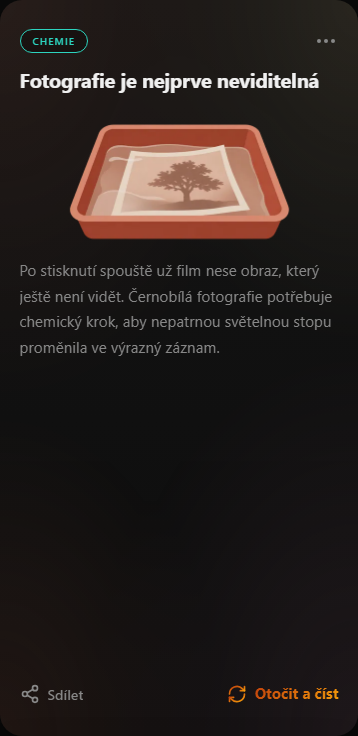 CHEMIE
Fotografie je nejprve neviditelná
Po stisknutí spouště už film nese obraz, který
ještě není vidět. Černobílá fotografie potřebuje
chemický krok, aby nepatrnou světelnou stopu
proměnila ve výrazný záznam.
Sdílet
Otočit a číst